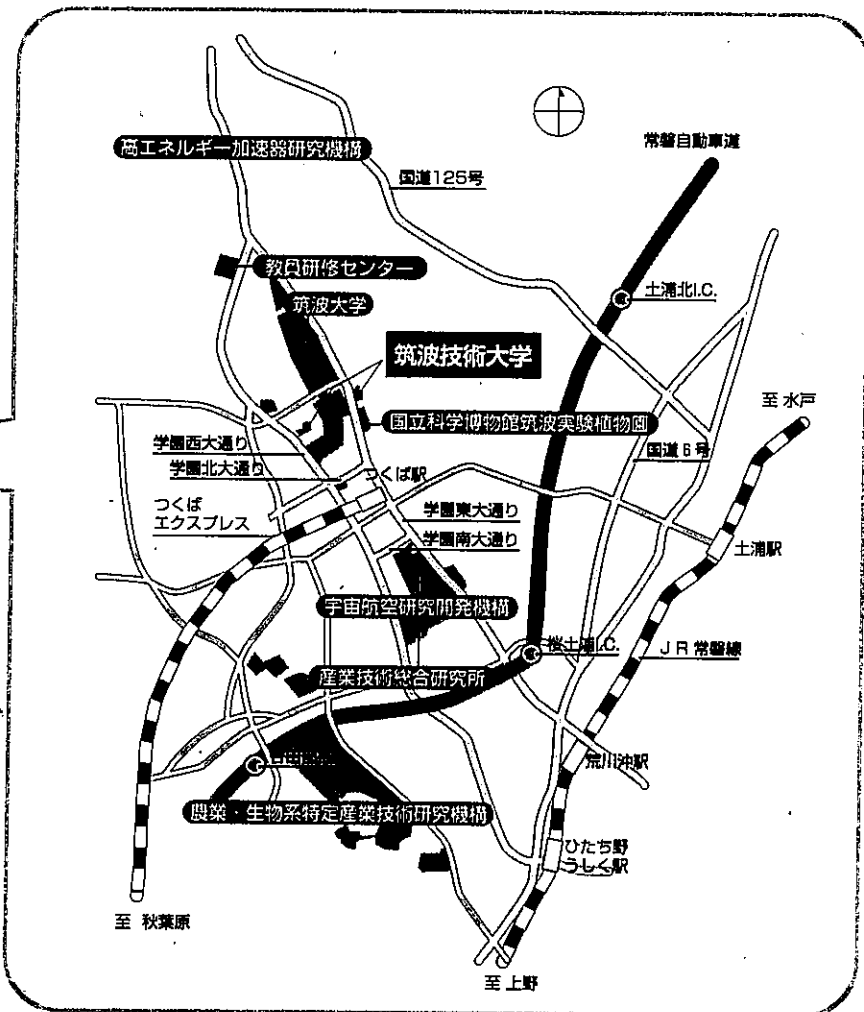 常磐自動車道
高エネルギー加速器研究機構
国道125号
教員研修センター
土浦北I.C.
筑波大学
筑波技術大学
至 水戸
国立科学博物館筑波実験植物園
学園西大通り
国道6号
学園北大通り
つくば駅
つくば
エクスプレス
学園東大通り
学園南大通り
土浦駅
宇宙航空研究開発機構
桜土浦I.C.
JR常磐線
産業技術総合研究所
荒川沖駅
農業・生物系特定産業技術研究機構
ひたち野
うしく駅
至 秋葉原
至 上野